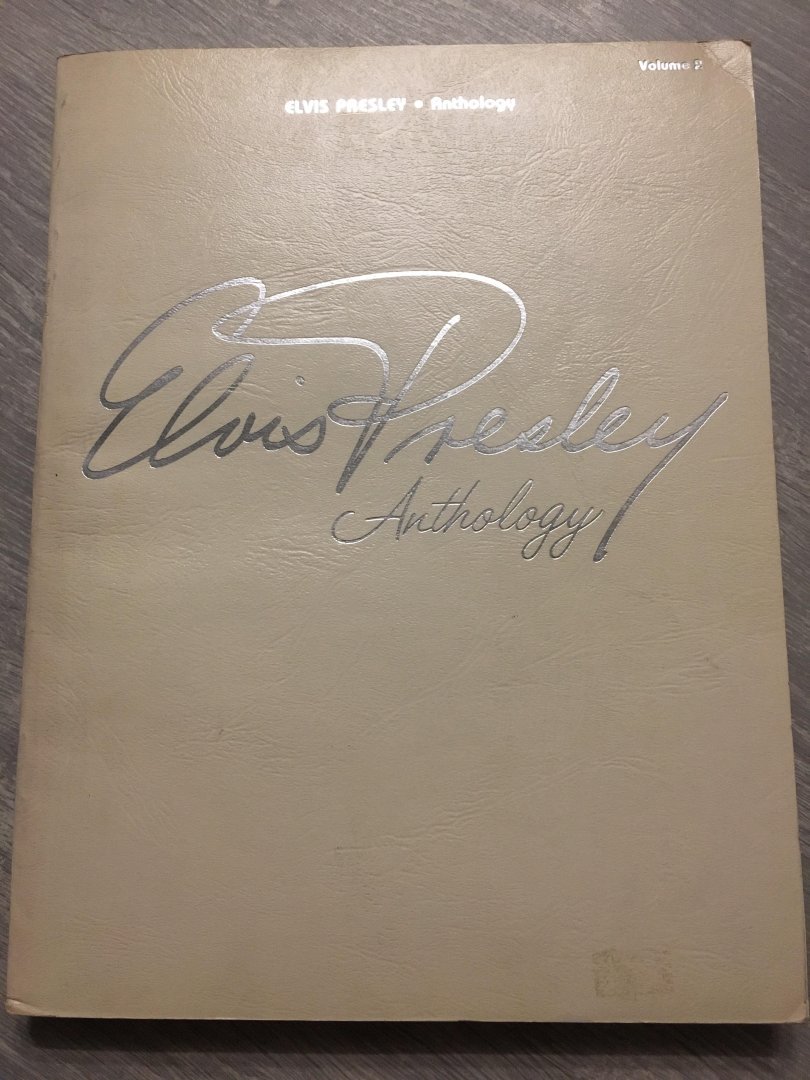 Volume 2
ELVIS PRESLEY • Anthology
Elvis Presley
Anthology